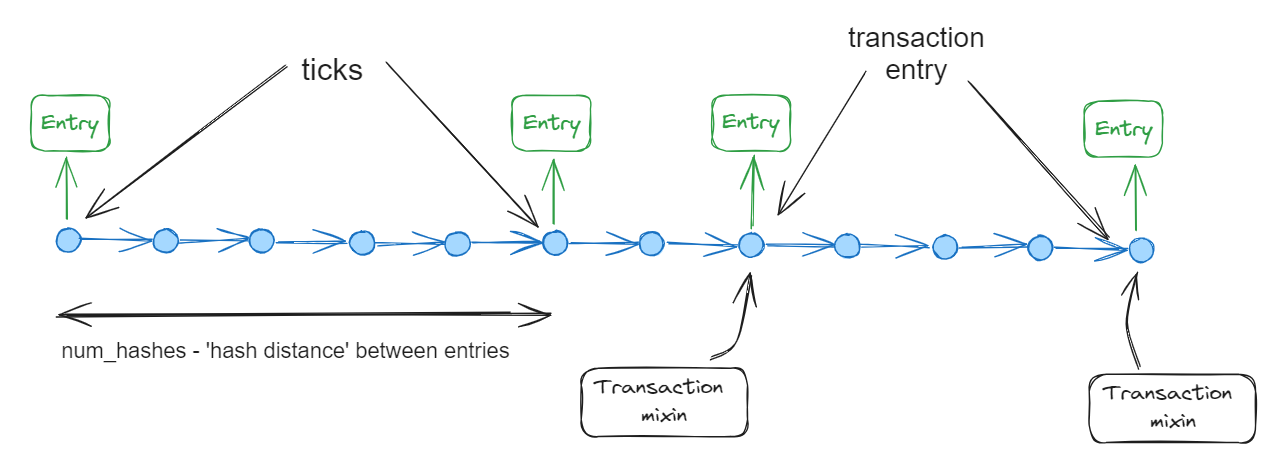 ticks
transaction
entry
Entry
Entry
Entry
Entry
num_hashes - 'hash distance' between entries
Transaction
mixin
Transaction
mixin